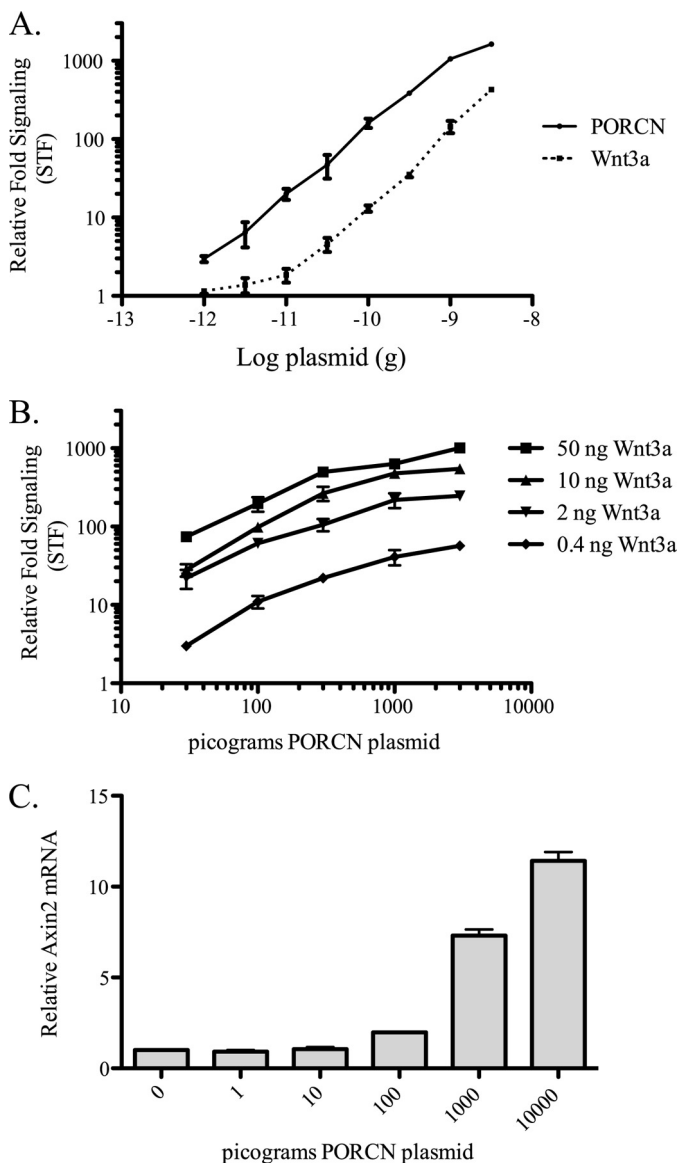 A.
Relative Fold Signaling
(STF)
1000
100
10
1
-13
-12
-11
-10
-9
-8
Log plasmid (g)
PORCN
Wnt3a
B.
Relative Fold Signaling
(STF)
1000
100
10
1
10
100
1000
10000
picograms PORCN plasmid
50 ng Wnt3a
10 ng Wnt3a
2 ng Wnt3a
0.4 ng Wnt3a
C.
Relative Axin2 mRNA
15
10
5
0
0
1
10
100
1000
10000
picograms PORCN plasmid